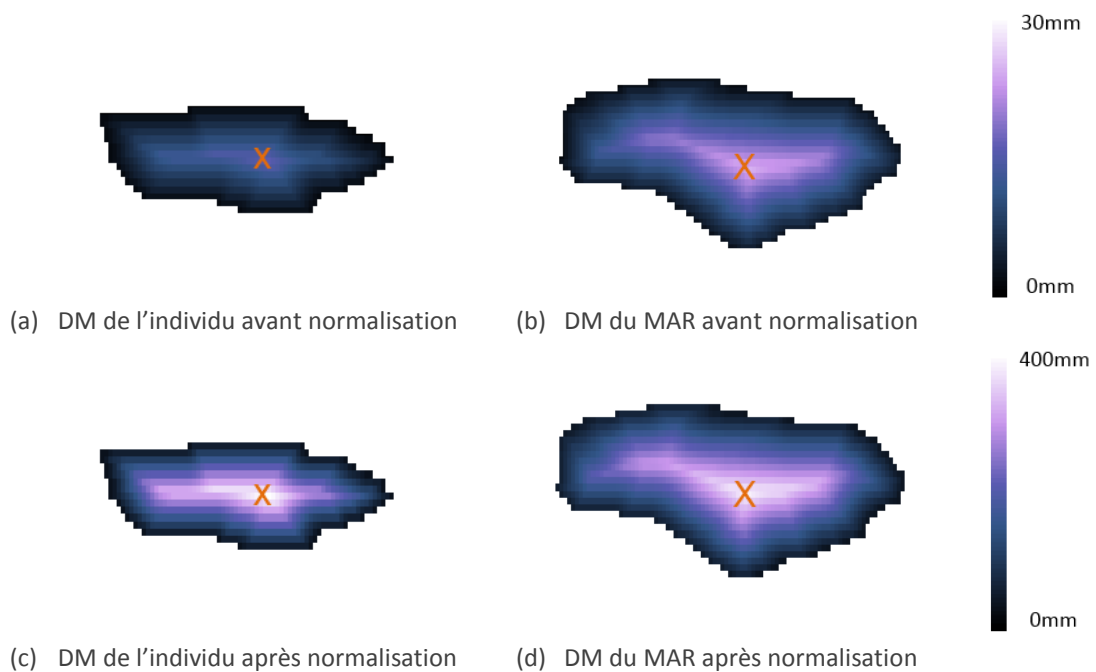 30mm
X
X
0mm
(a) DM de l’individu avant normalisation
(b) DM du MAR avant normalisation
400mm
X
X
0mm
(c) DM de l’individu après normalisation
(d) DM du MAR après normalisation